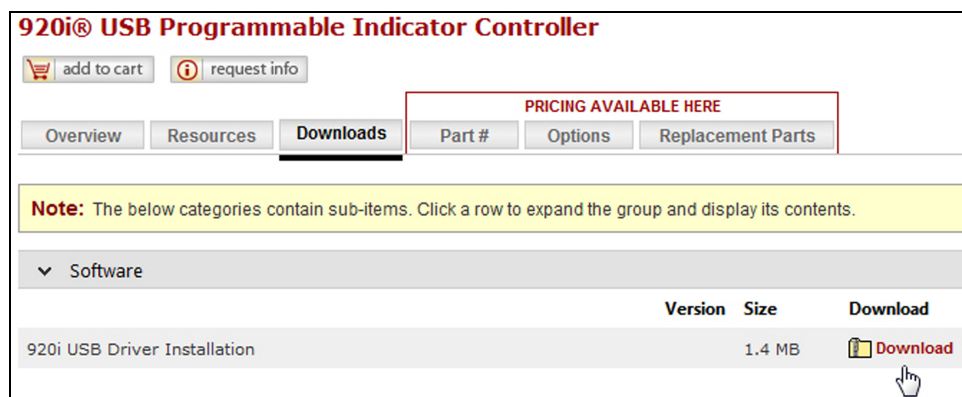 920i® USB Programmable Indicator Controller
add to cart request info
PRICING AVAILABLE HERE
Overview Resources Downloads Part # Options Replacement Parts
Note: The below categories contain sub-items. Click a row to expand the group and display its contents.
Software
Version Size Download
920i USB Driver Installation 1.4 MB Download